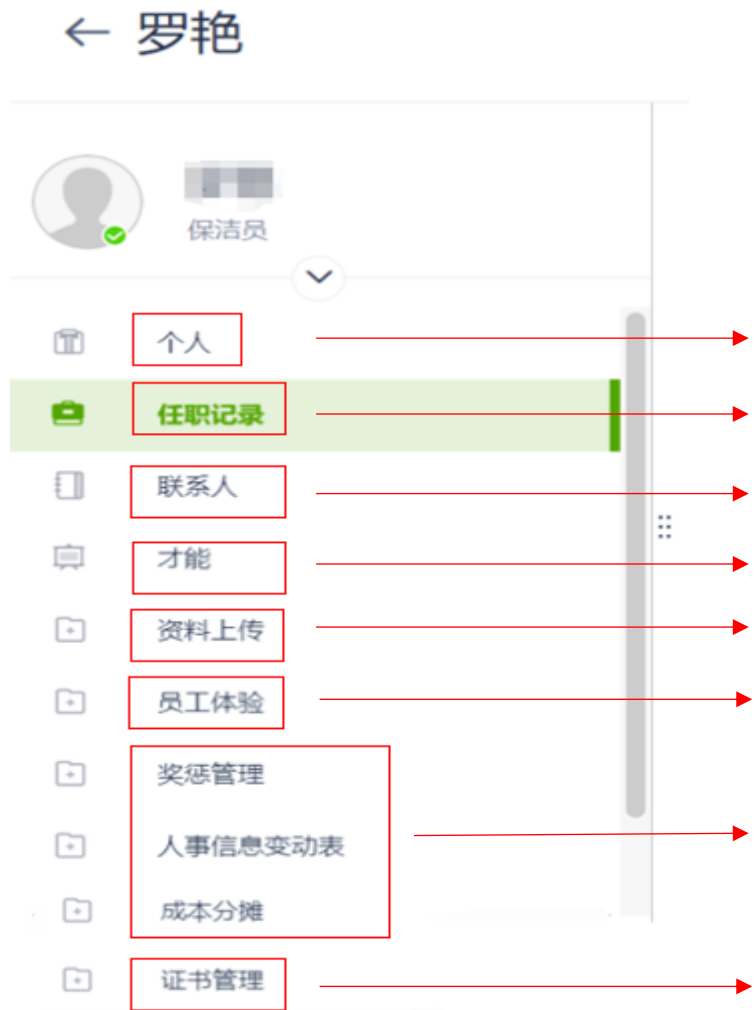 罗艳
保洁员
个人
任职记录
联系人
才能
资料上传
员工体验
奖惩管理
人事信息变动表
成本分摊
证书管理